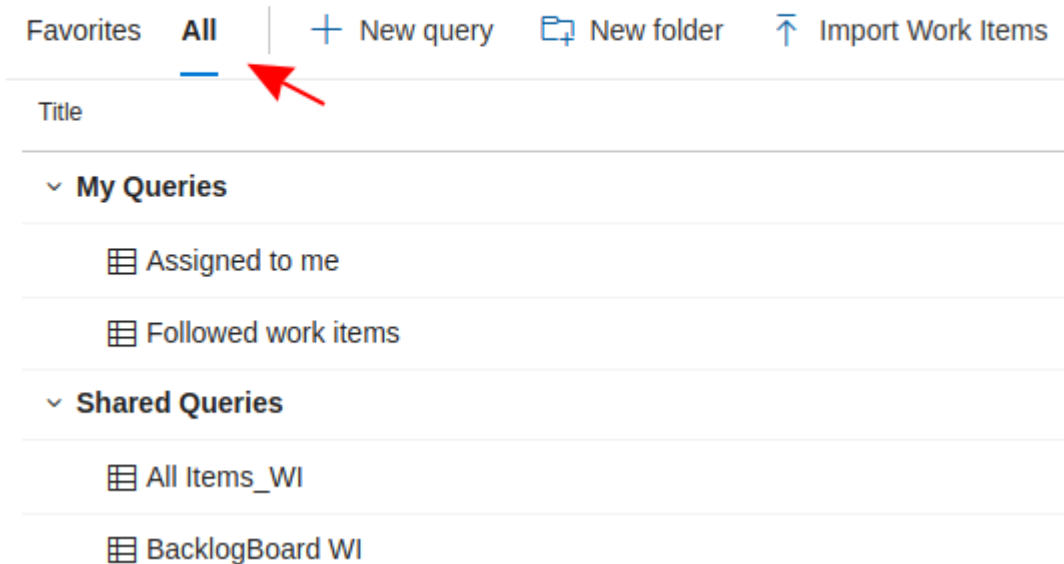 Favorites All New query New folder Import Work Items
Title
My Queries
Assigned to me
Followed work items
Shared Queries
All Items_WI
BacklogBoard WI